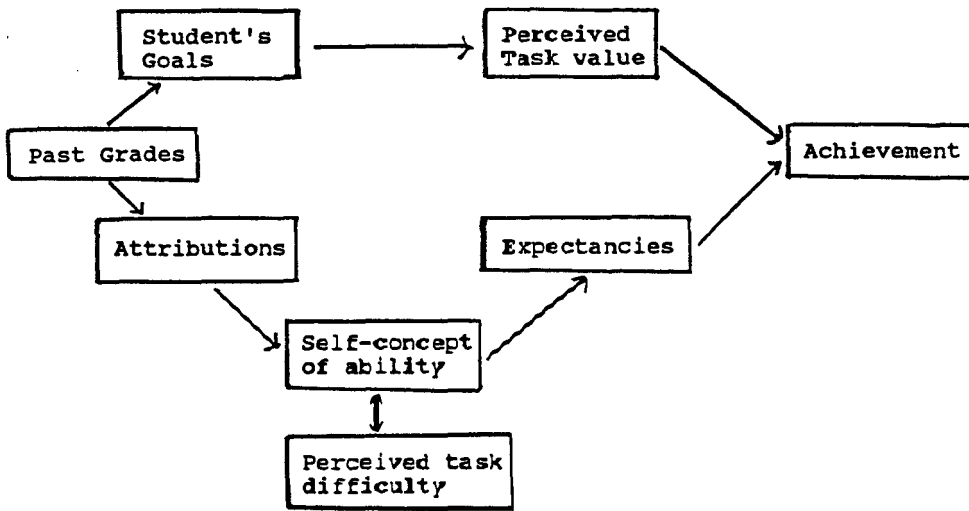 Student's
Goals
Perceived
Task value
Past Grades
Achievement
Attributions
Expectancies
Self-concept
of ability
Perceived task
difficulty